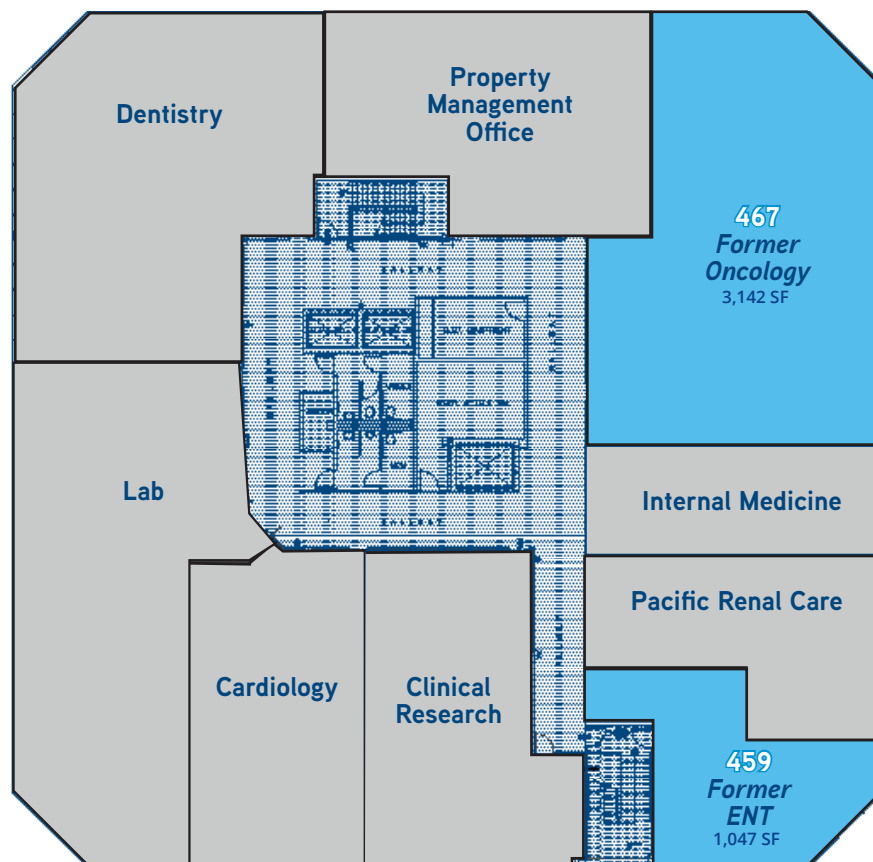 Dentistry
Property
Management
Office
467
Former
Oncology
3,142 SF
Lab
Internal Medicine
Pacific Renal Care
Cardiology
Clinical
Research
459
Former
ENT
1,047 SF